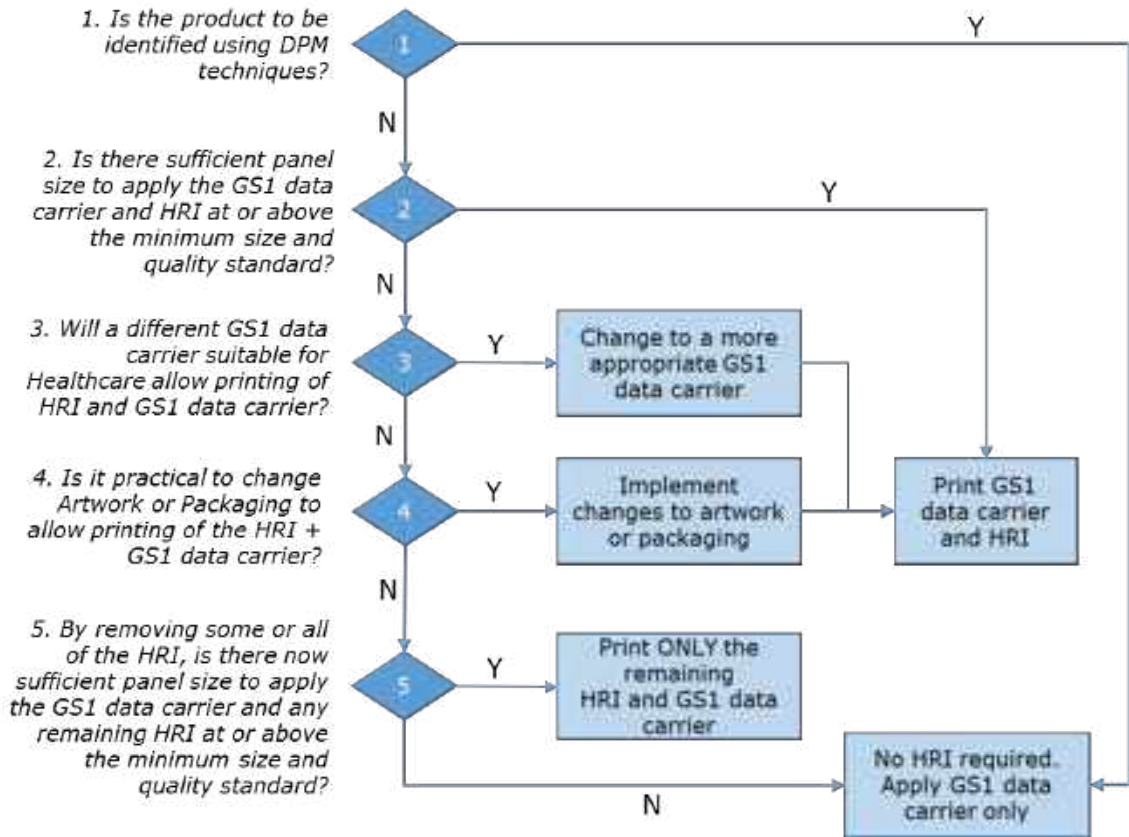 1. Is the product to be
identified using DPM
techniques?
1
Y
N
2. Is there sufficient panel
size to apply the GS1 data
carrier and HRI at or above
the minimum size and
quality standard?
2
Y
N
3. Will a different GS1 data
carrier suitable for
Healthcare allow printing of
HRI and GS1 data carrier?
3
Y
Change to a more
appropriate GS1
data carrier
N
4. Is it practical to change
Artwork or Packaging to
allow printing of the HRI +
GS1 data carrier?
4
Y
Implement
changes to artwork
or packaging
Print GS1
data carrier
and HRI
N
5. By removing some or all
of the HRI, is there now
sufficient panel size to apply
the GS1 data carrier and any
remaining HRI at or above
the minimum size and
quality standard?
5
Y
Print ONLY the
remaining
HRI and GS1 data
carrier
N
No HRI required.
Apply GS1 data
carrier only